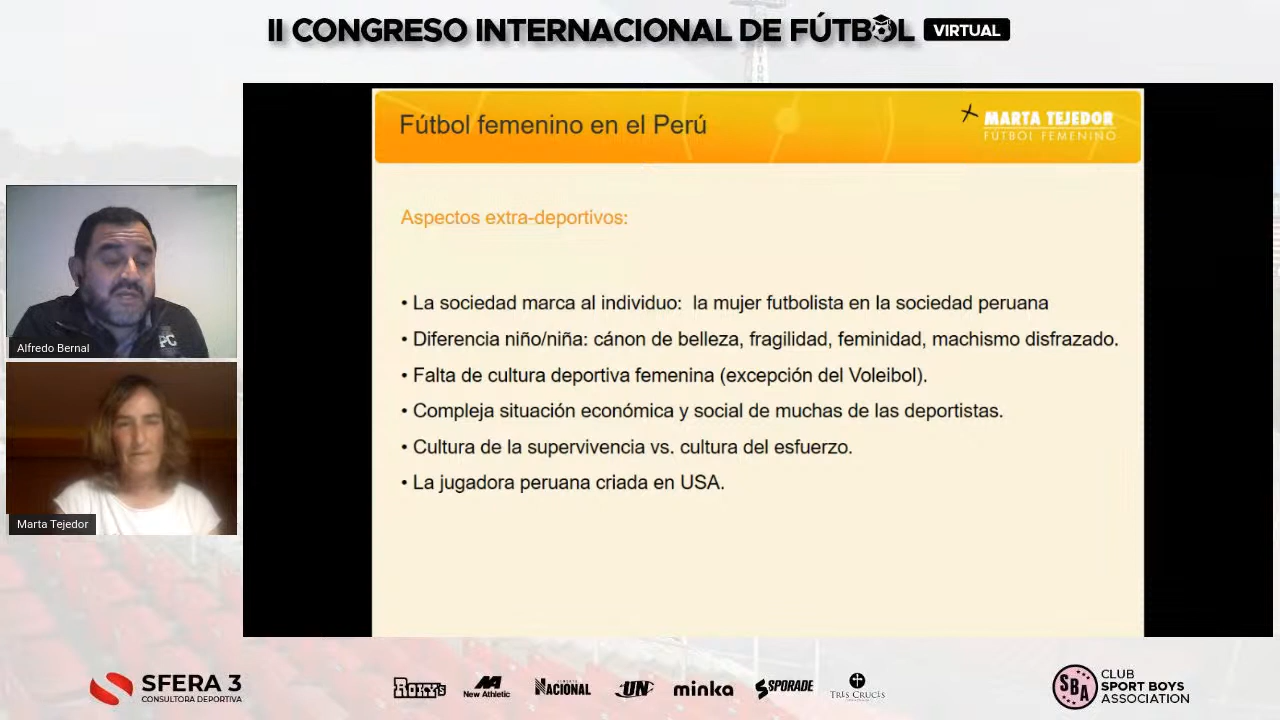 II CONGRESO INTERNACIONAL DE FÚTBOL VIRTUAL
Fútbol femenino en el Perú
MARTA TEJEDOR
FÚTBOL FEMENINO
Aspectos extra-deportivos:
• La sociedad marca al individuo: la mujer futbolista en la sociedad peruana
• Diferencia niño/niña: cánon de belleza, fragilidad, feminidad, machismo disfrazado.
• Falta de cultura deportiva femenina (excepción del Voleibol).
• Compleja situación económica y social de muchas de las deportistas.
• Cultura de la supervivencia vs. cultura del esfuerzo.
• La jugadora peruana criada en USA.
PC
Alfredo Bernal
Marta Tejedor
SFERA 3
CONSULTORA DEPORTIVA
ROKY's
New Athletic
NACIONAL
UN
minka
SPORADE
TRES CRUCES
SBA
CLUB
SPORT BOYS
ASSOCIATION